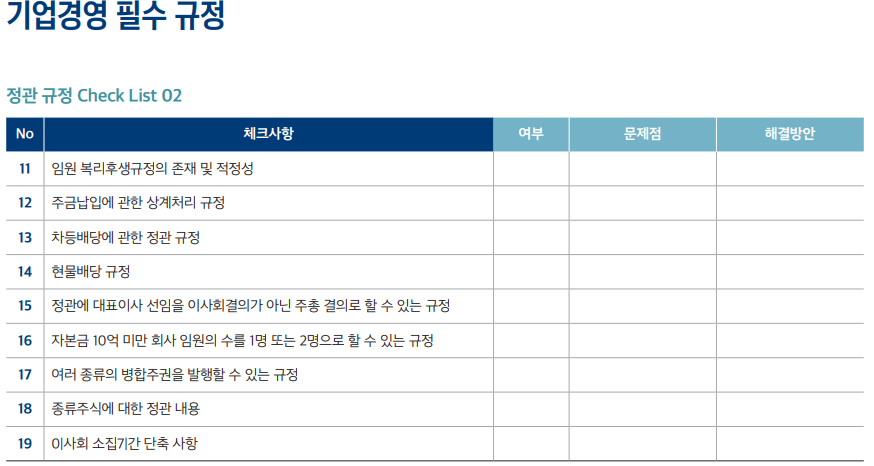 기업경영 필수 규정
정관 규정 Check List 02
No 체크사항 여부 문제점 해결방안
11 임원 복리후생규정의 존재 및 적정성
12 주금납입에 관한 상계처리 규정
13 차등배당에 관한 정관 규정
14 현물배당 규정
15 정관에 대표이사 선임을 이사회결의가 아닌 주총 결의로 할 수 있는 규정
16 자본금 10억 미만 회사 임원의 수를 1명 또는 2명으로 할 수 있는 규정
17 여러 종류의 병합주권을 발행할 수 있는 규정
18 종류주식에 대한 정관 내용
19 이사회 소집기간 단축 사항